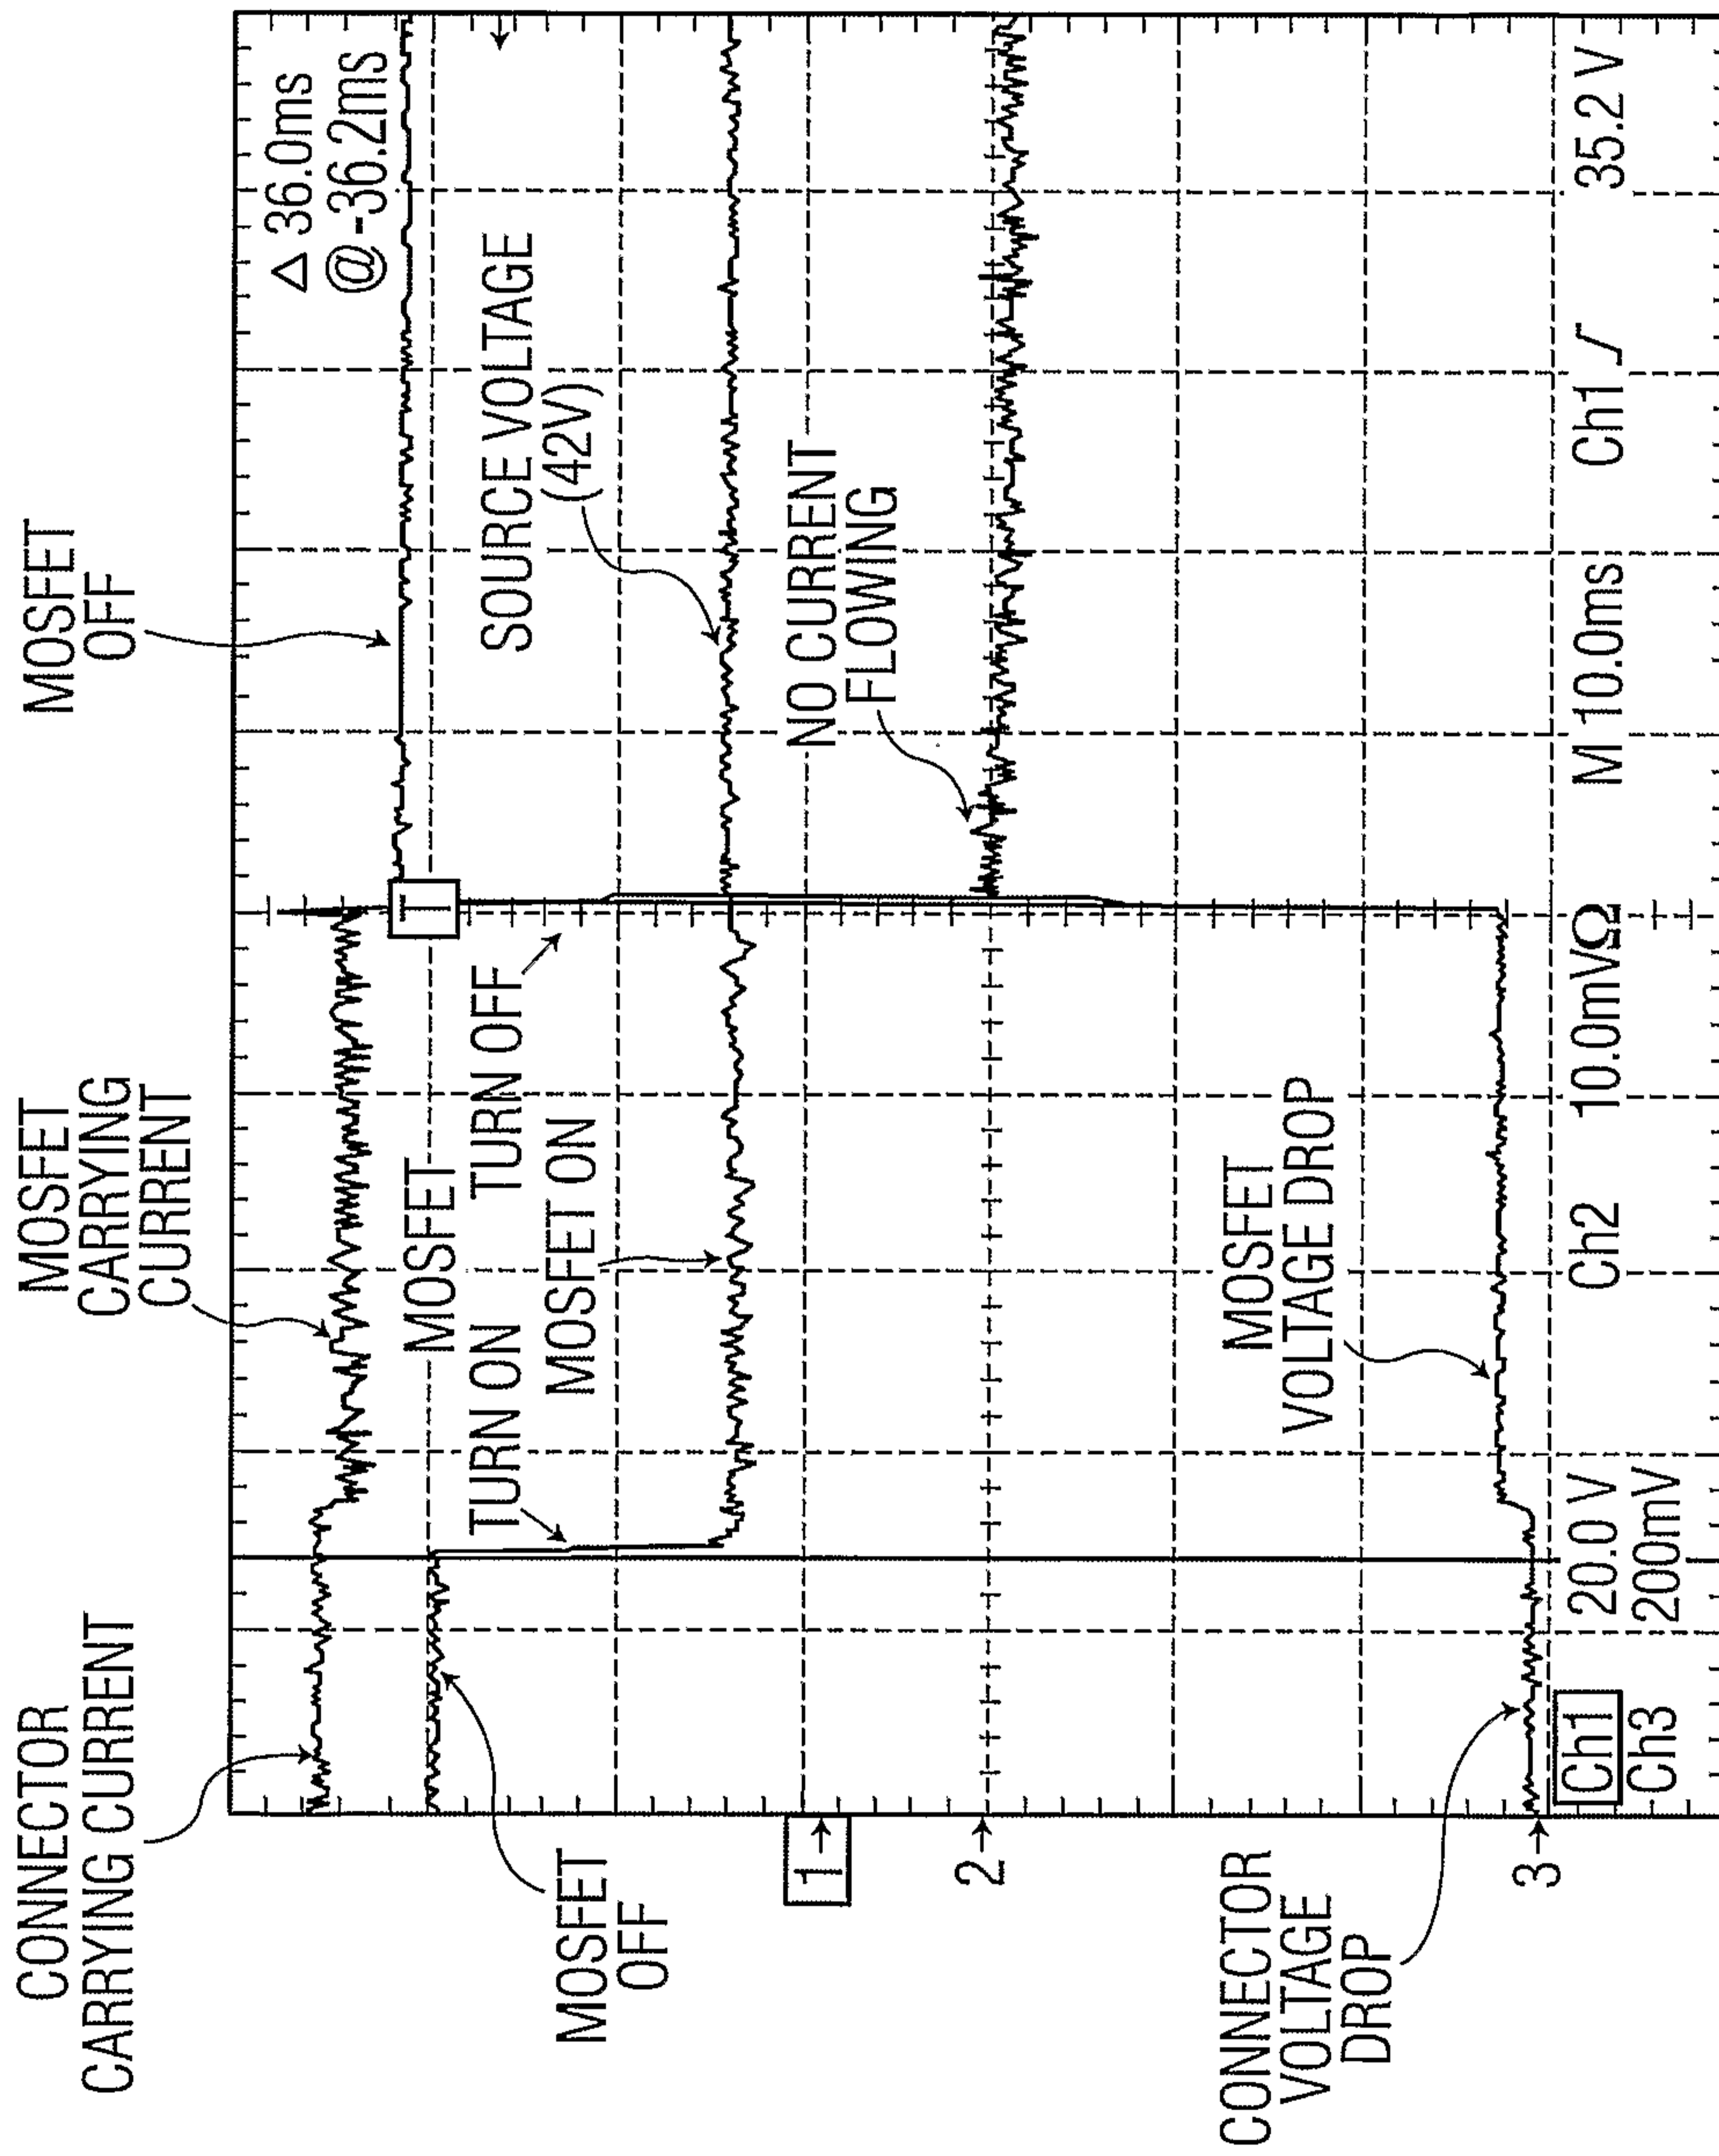 CONNECTOR
CARRYING CURRENT
MOSFET
CARRYING
CURRENT
MOSFET
OFF
Δ 36.0ms
@ -36.2ms
MOSFET
TURN ON
TURN OFF
MOSFET ON
SOURCE VOLTAGE
(42V)
T
MOSFET
OFF
NO CURRENT
FLOWING
1
2
3
MOSFET
VOLTAGE DROP
CONNECTOR
VOLTAGE
DROP
Ch1 20.0 V Ch2 10.0mVΩ M 10.0ms Ch1 35.2 V
Ch3 200mV